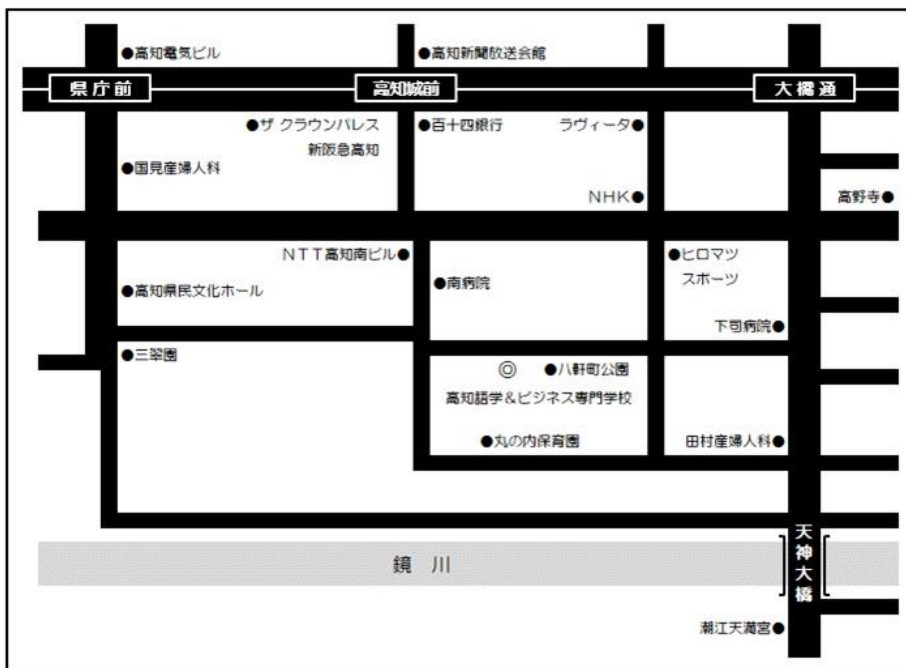 ●高知電気ビル
●高知新聞放送会館
県庁前
高知城前
大橋通
●ザ クラウンパレス
新阪急高知
●百十四銀行
ラヴィータ●
●国見産婦人科
NHK●
高野寺●
NTT高知南ビル●
●ヒロマツ
スポーツ
●高知県民文化ホール
●南病院
下司病院●
●三翠園
◎
●八軒町公園
高知語学&ビジネス専門学校
●丸の内保育園
田村産婦人科●
天神大橋
鏡 川
潮江天満宮●